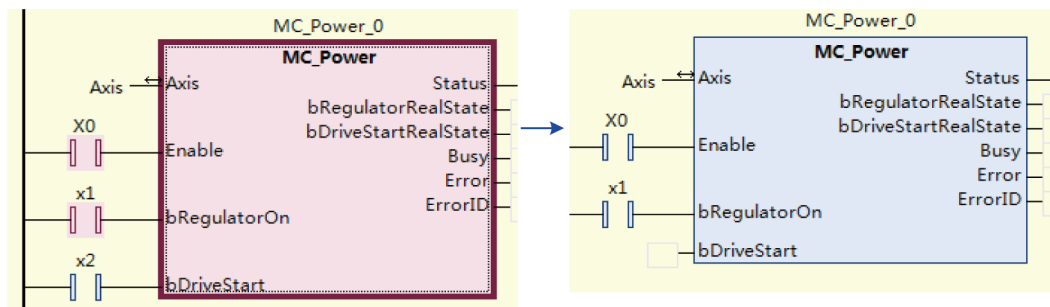 MC_Power_0
MC_Power
Axis
Axis
Status
bRegulatorRealState
bDriveStartRealState
X0
Enable
Busy
Error
x1
ErrorID
bRegulatorOn
x2
bDriveStart
MC_Power_0
MC_Power
Axis
Axis
Status
bRegulatorRealState
bDriveStartRealState
X0
Enable
Busy
Error
x1
ErrorID
bRegulatorOn
bDriveStart